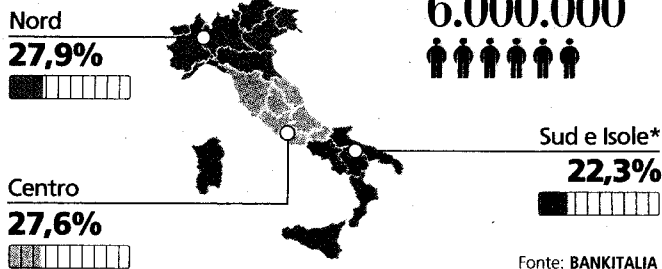 6.000.000
Nord
27,9%
Sud e Isole*
22,3%
Centro
27,6%
Fonte: BANKITALIA